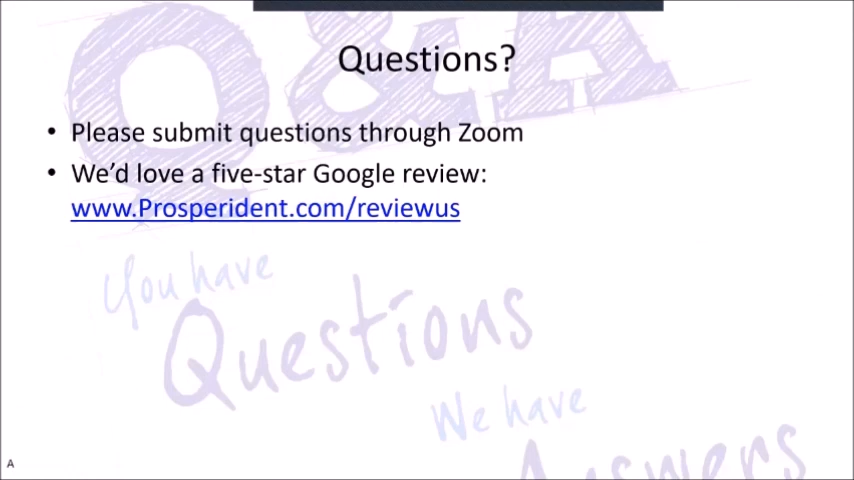 Q&A
Questions?
• Please submit questions through Zoom
• We'd love a five-star Google review:
www.Prosperident.com/reviewus
You have
Questions
We have
Answers
A